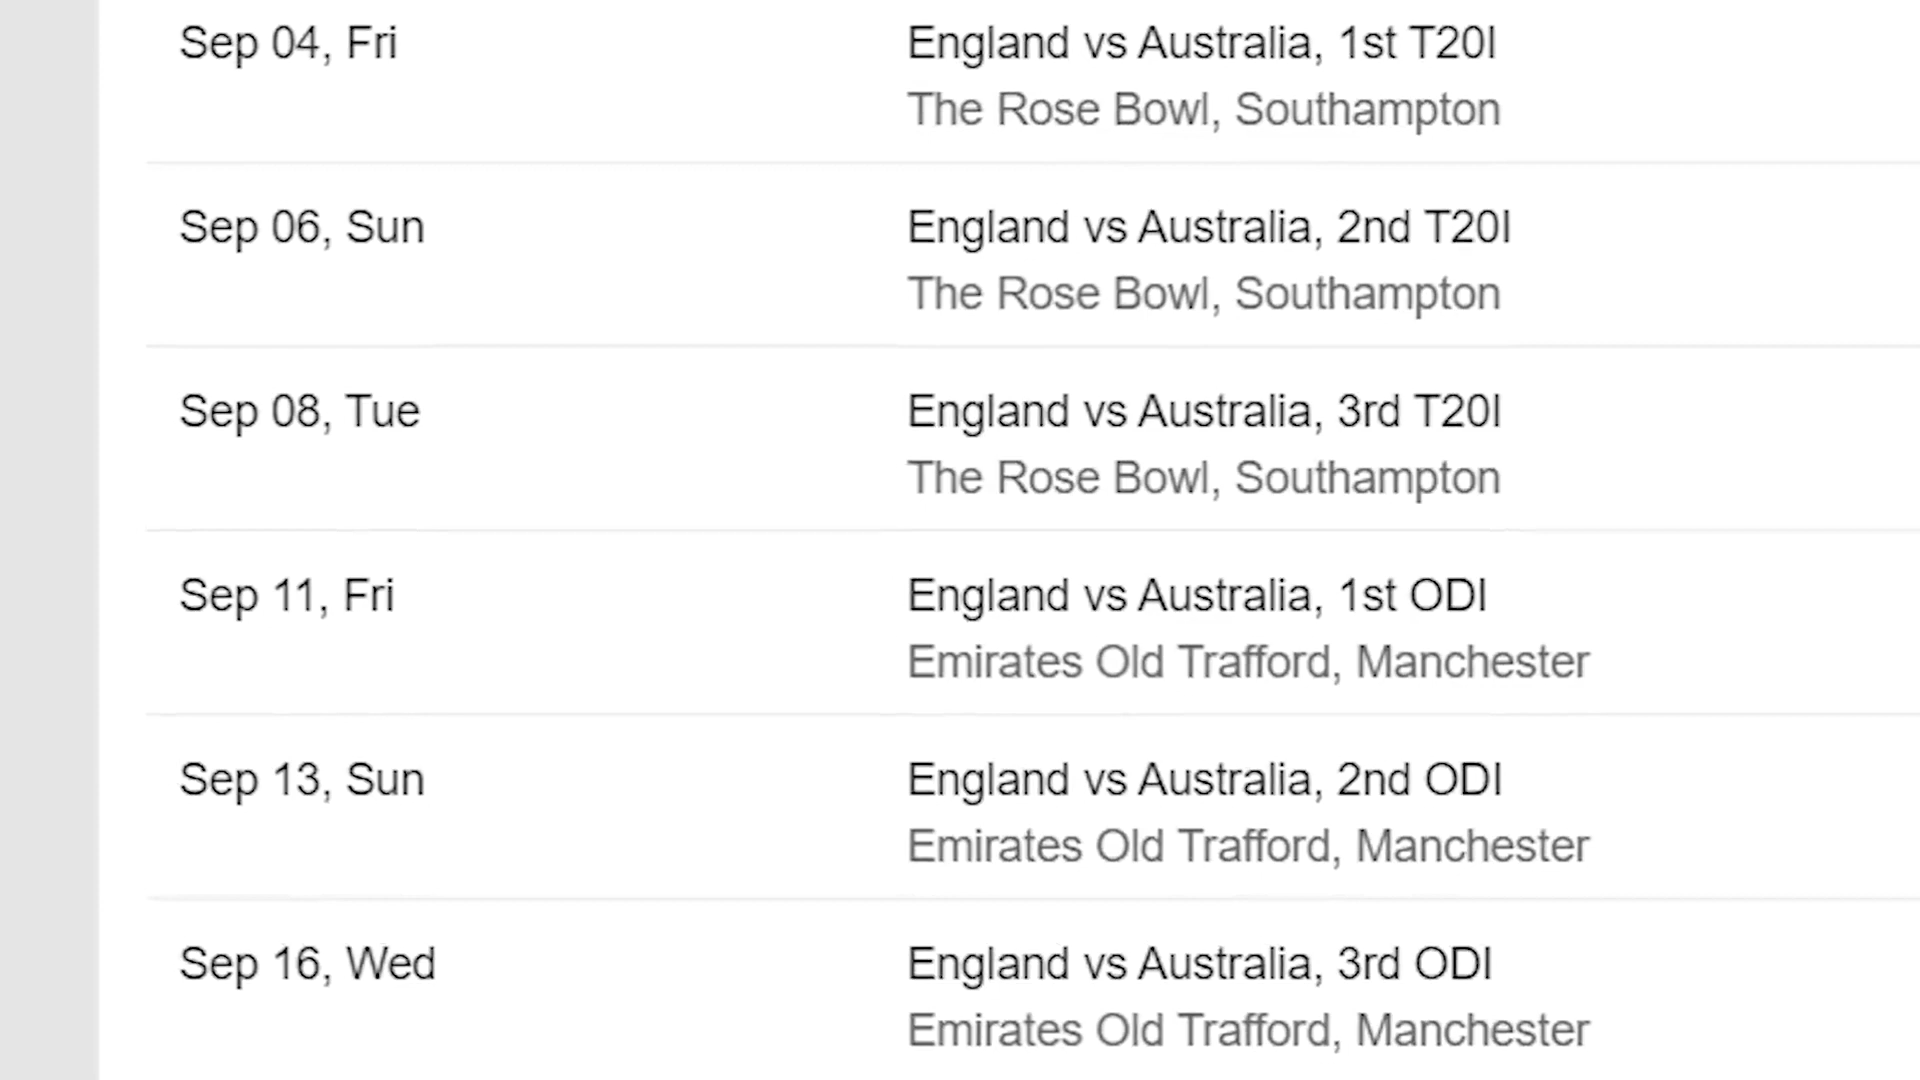 Sep 04, Fri
England vs Australia, 1st T20I
The Rose Bowl, Southampton
Sep 06, Sun
England vs Australia, 2nd T20I
The Rose Bowl, Southampton
Sep 08, Tue
England vs Australia, 3rd T20I
The Rose Bowl, Southampton
Sep 11, Fri
England vs Australia, 1st ODI
Emirates Old Trafford, Manchester
Sep 13, Sun
England vs Australia, 2nd ODI
Emirates Old Trafford, Manchester
Sep 16, Wed
England vs Australia, 3rd ODI
Emirates Old Trafford, Manchester